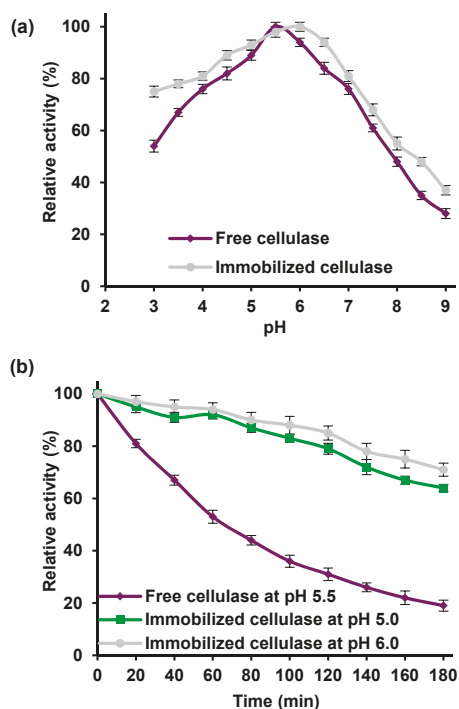 (a)
Relative activity (%)
100
80
60
40
20
0
Free cellulase
Immobilized cellulase
2 3 4 5 6 7 8 9
pH
(b)
Relative activity (%)
100
80
60
40
20
0
Free cellulase at pH 5.5
Immobilized cellulase at pH 5.0
Immobilized cellulase at pH 6.0
0 20 40 60 80 100 120 140 160 180
Time (min)